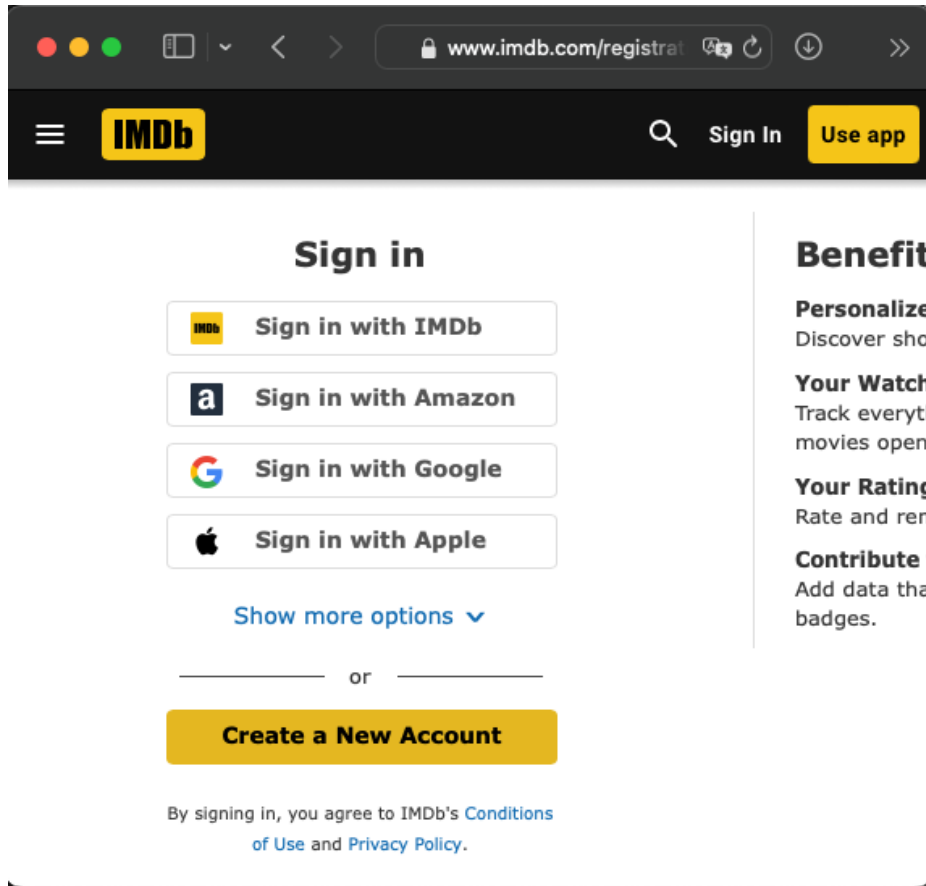 www.imdb.com/registrat
IMDb
Sign In
Use app
Sign in
IMDb Sign in with IMDb
a Sign in with Amazon
G Sign in with Google
Sign in with Apple
Show more options
or
Create a New Account
By signing in, you agree to IMDb's Conditions
of Use and Privacy Policy.
Benefit
Personalize
Discover sho
Your Watch
Track everyt
movies open
Your Rating
Rate and rer
Contribute
Add data tha
badges.